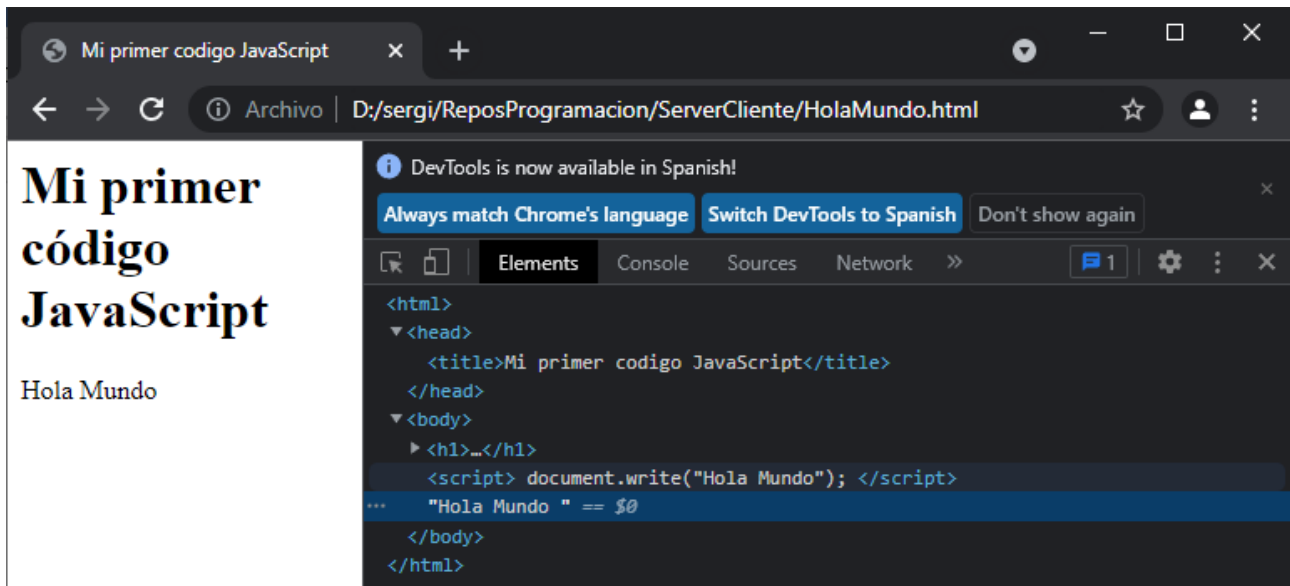 Mi primer codigo JavaScript
Archivo | D:/sergi/ReposProgramacion/ServerCliente/HolaMundo.html
Mi primer
código
JavaScript
Hola Mundo
DevTools is now available in Spanish!
Always match Chrome's language Switch DevTools to Spanish Don't show again
Elements Console Sources Network » 1
<html>
<head>
<title>Mi primer codigo JavaScript</title>
</head>
<body>
<h1>…</h1>
<script> document.write("Hola Mundo"); </script>
... "Hola Mundo " == $0
</body>
</html>